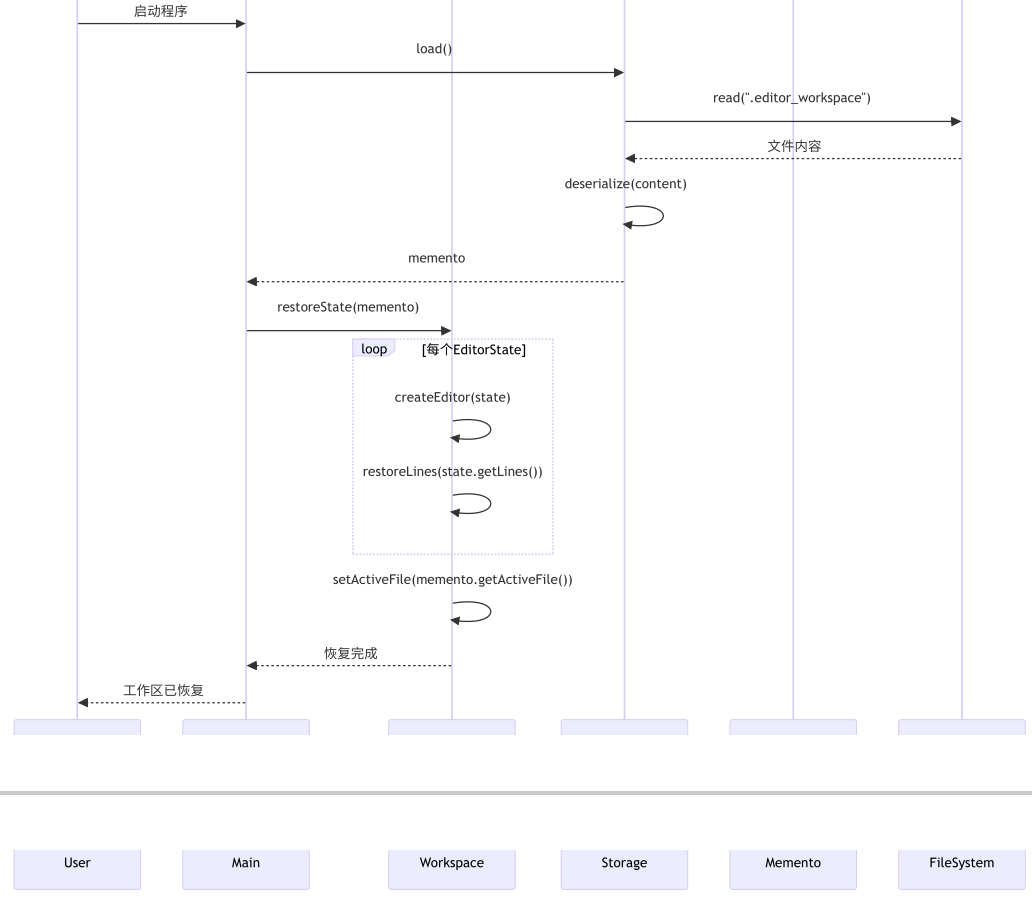 启动程序
load()
read(".editor_workspace")
文件内容
deserialize(content)
memento
restoreState(memento)
loop
[每个EditorState]
createEditor(state)
restoreLines(state.getLines())
setActiveFile(memento.getActiveFile())
恢复完成
工作区已恢复
User
Main
Workspace
Storage
Memento
FileSystem